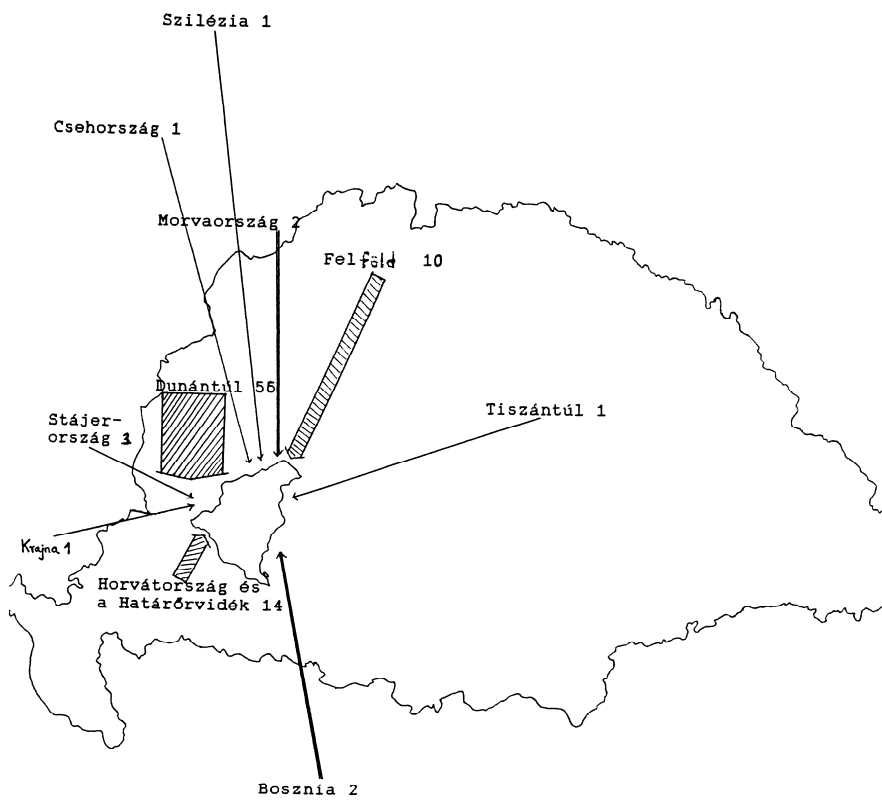 Szilézia 1
Csehország 1
Morvaország 2
Felföld 10
Dunántúl 56
Tiszántúl 1
Stájer-
ország
Krajna 1
Horvátország és
a Határőrvidék 14
Bosznia 2